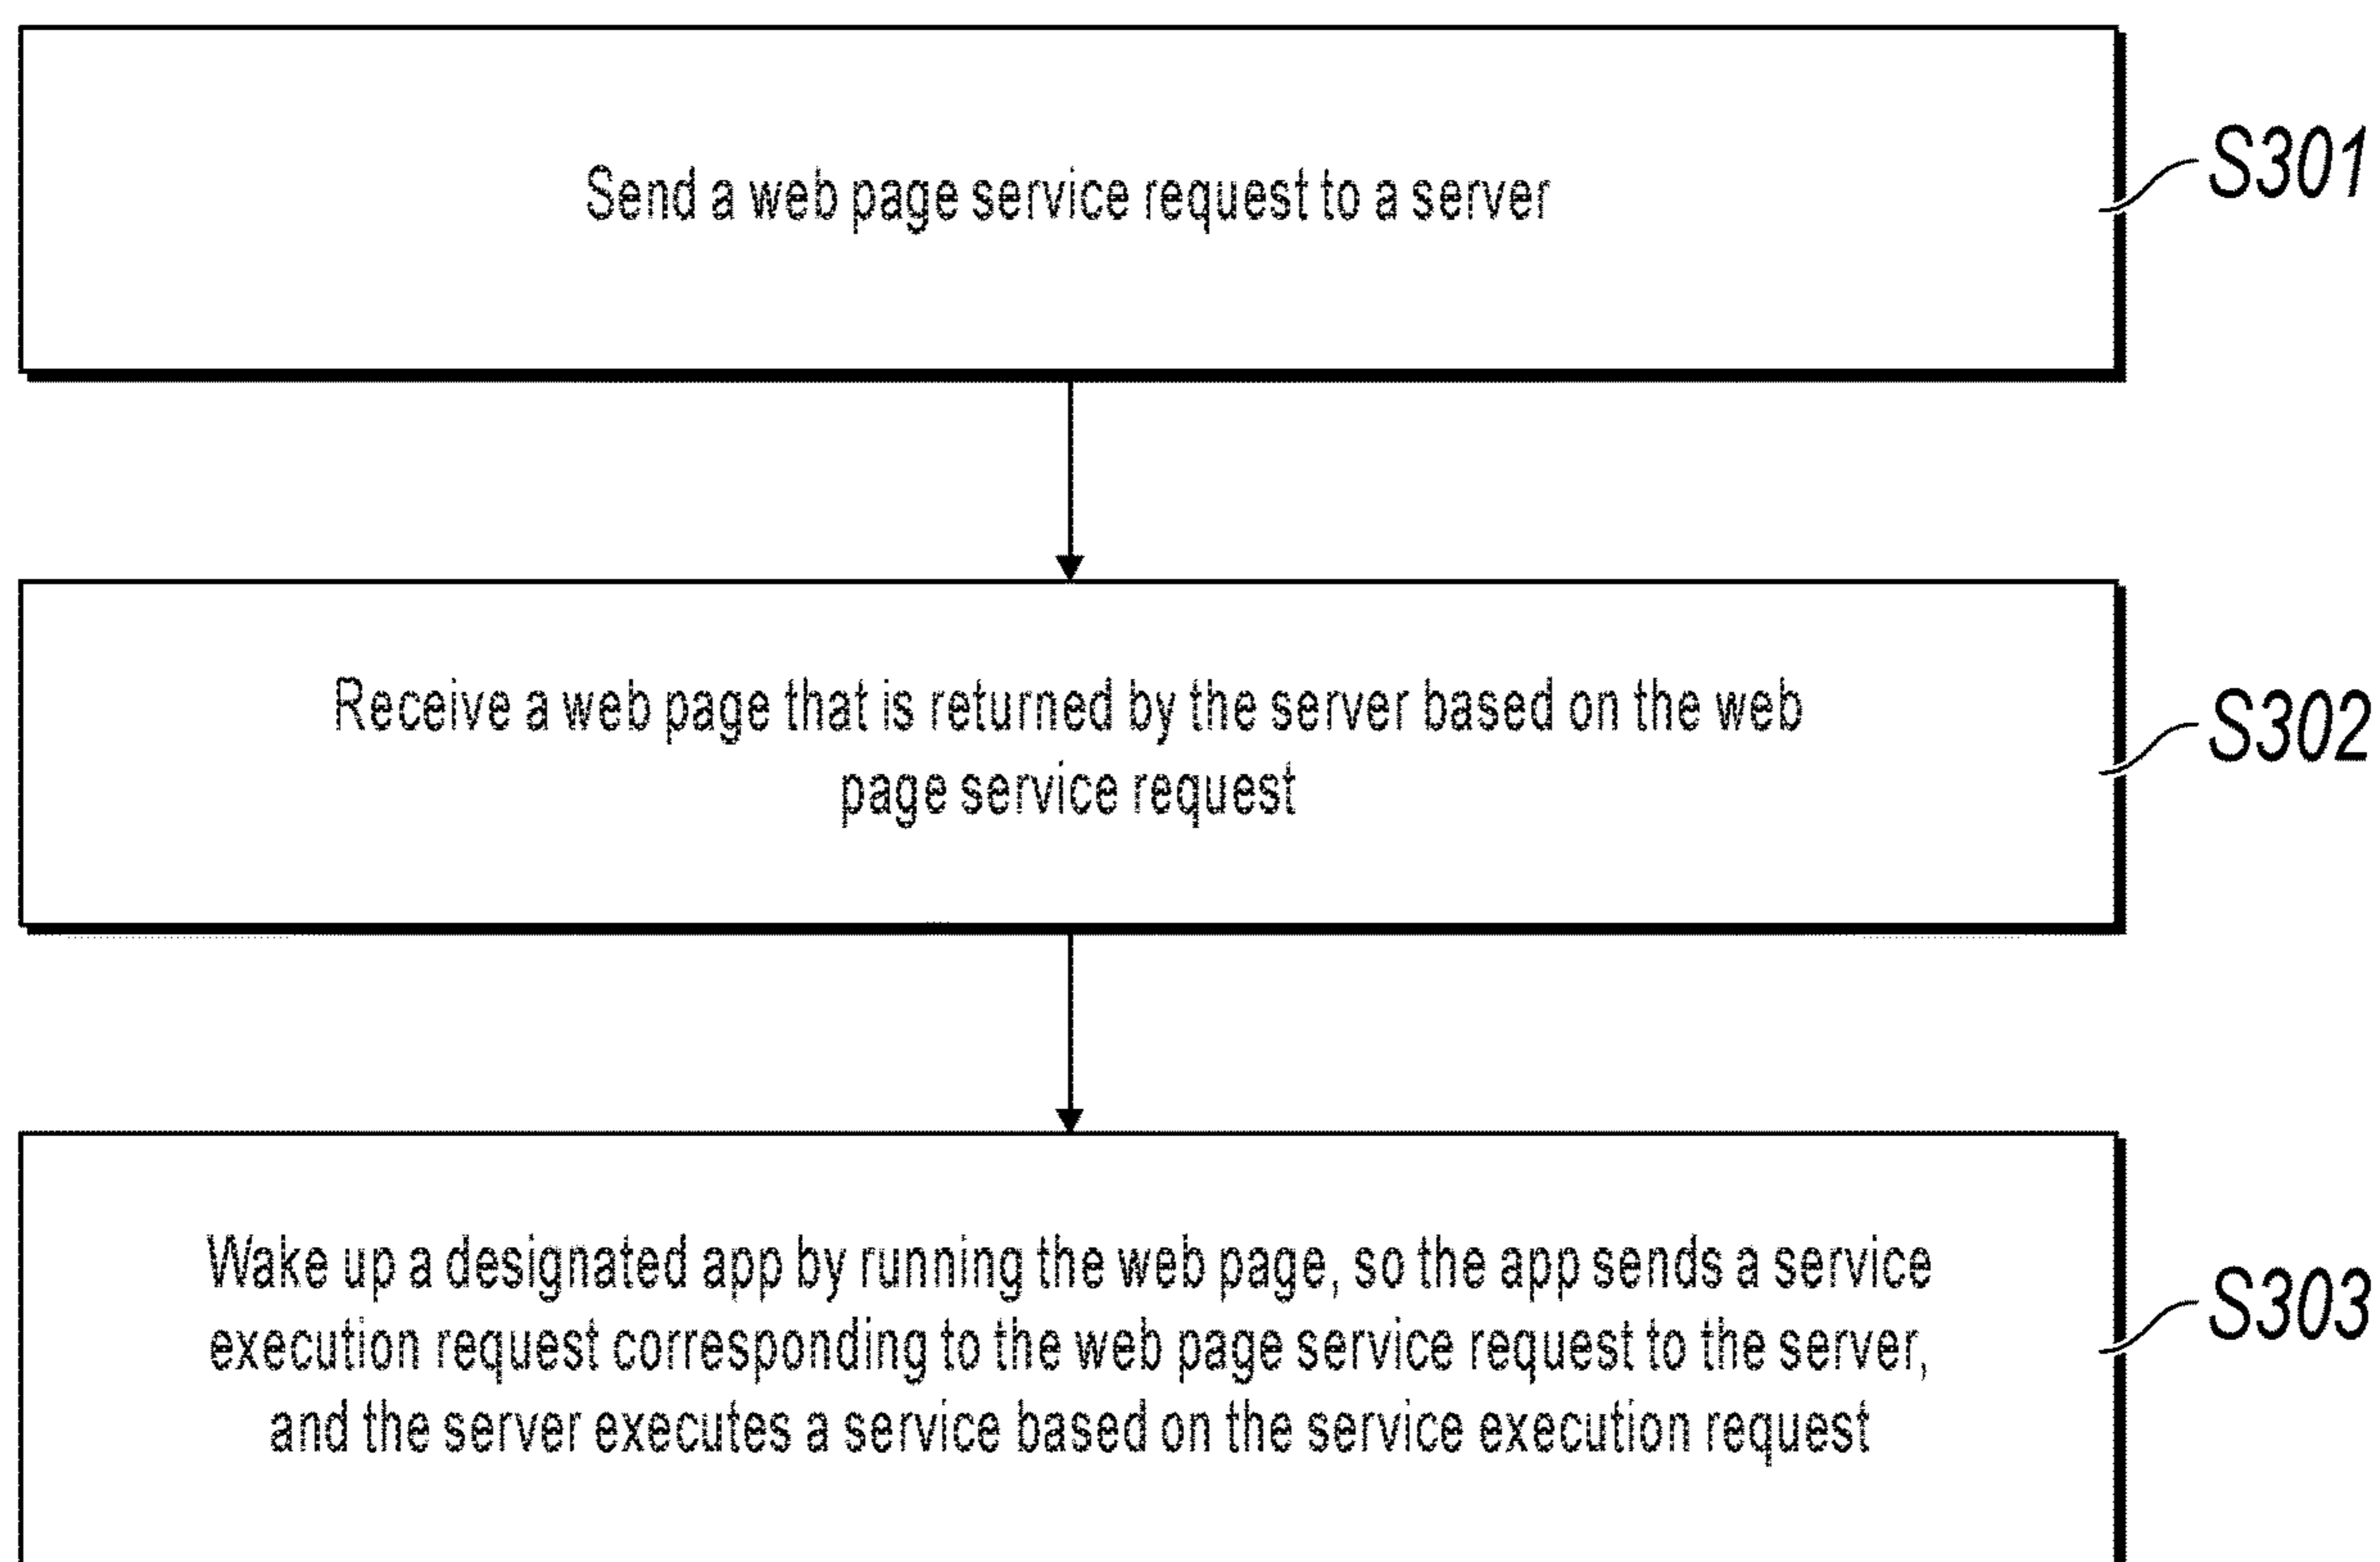 Send a web page service request to a server
S301
Receive a web page that is returned by the server based on the web
page service request
S302
Wake up a designated app by running the web page, so the app sends a service
execution request corresponding to the web page service request to the server,
and the server executes a service based on the service execution request
S303